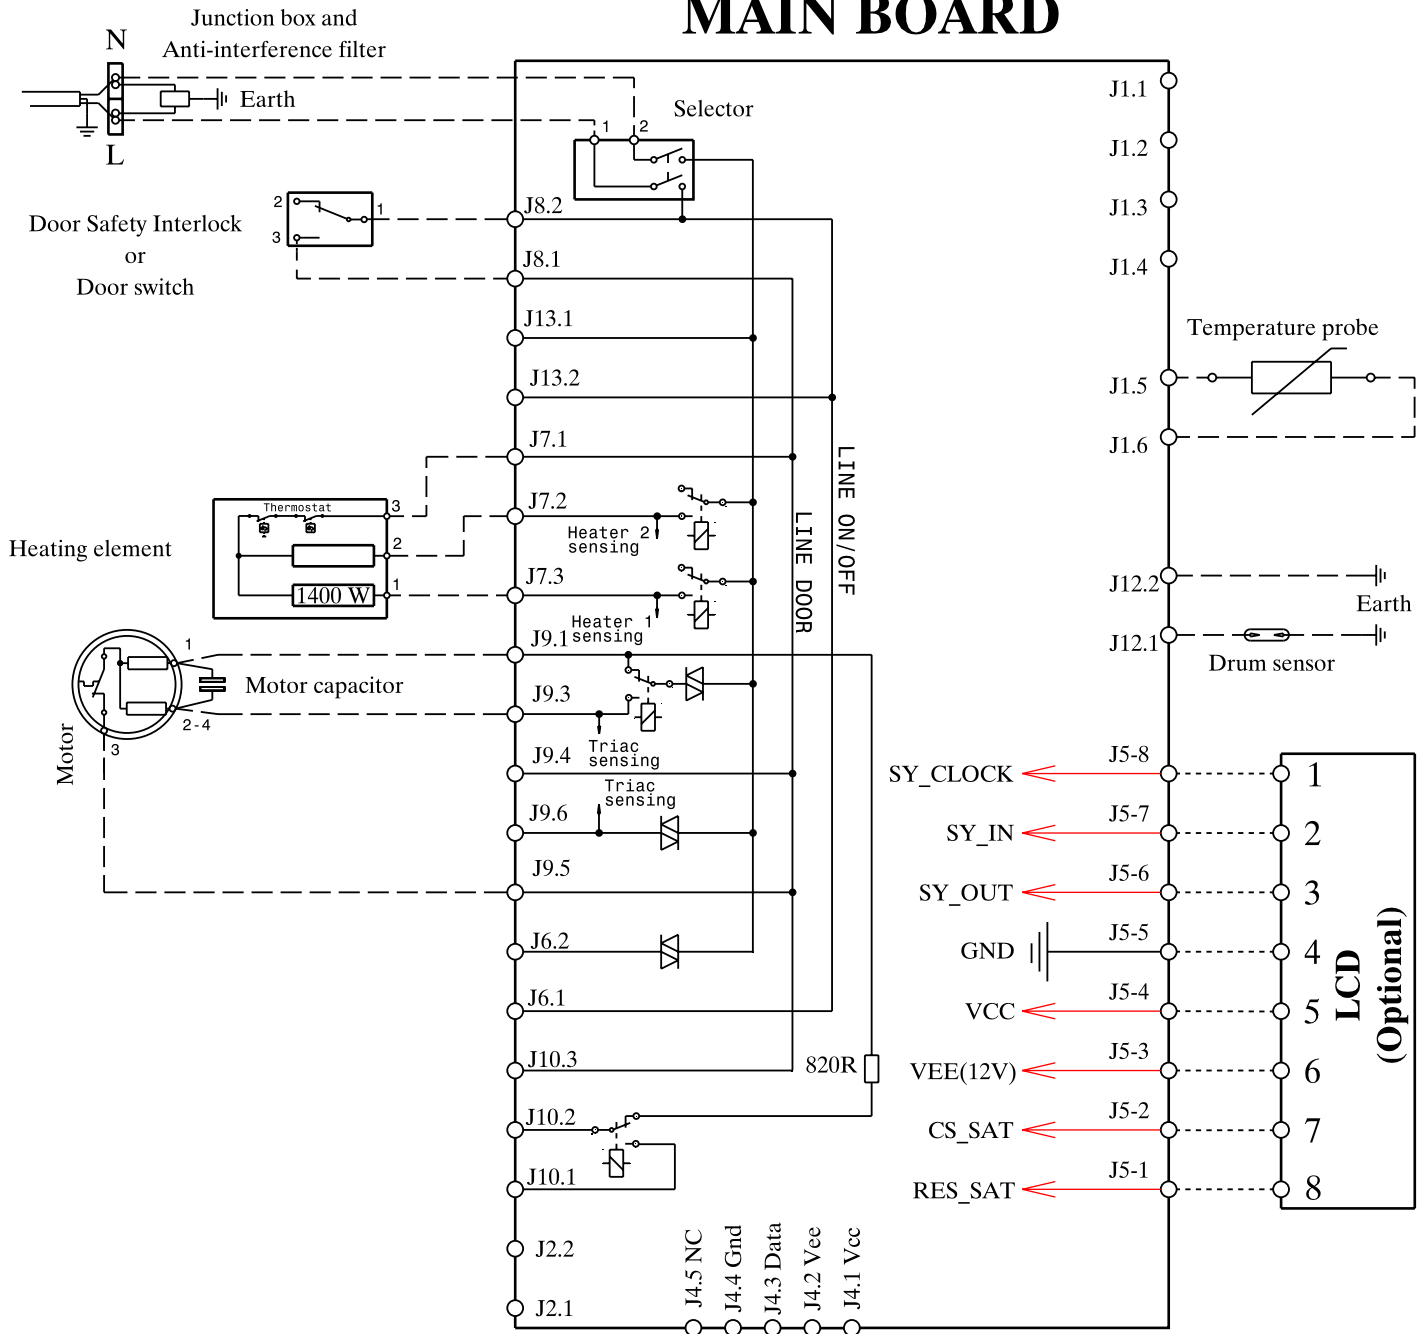 MAIN BOARD
Junction box and
Anti-interference filter
N
Earth
L
Selector
1
2
Door Safety Interlock
or
Door switch
2
1
3
J8.2
J8.1
J13.1
J13.2
J7.1
J7.2
J7.3
J9.1
J9.3
J9.4
J9.6
J9.5
J6.2
J6.1
J10.3
J10.2
J10.1
J2.2
J2.1
Heating element
Thermostat
3
2
1
1400 W
Heater 2
sensing
Heater 1
sensing
LINE ON/OFF
LINE DOOR
Motor
1
2-4
3
Motor capacitor
Triac
sensing
Triac
sensing
820R
J1.1
J1.2
J1.3
J1.4
J1.5
J1.6
Temperature probe
J12.2
Earth
J12.1
Drum sensor
SY_CLOCK
J5-8
1
SY_IN
J5-7
2
SY_OUT
J5-6
3
GND
J5-5
4
VCC
J5-4
5
VEE(12V)
J5-3
6
CS_SAT
J5-2
7
RES_SAT
J5-1
8
LCD
(Optional)
J4.5 NC
J4.4 Gnd
J4.3 Data
J4.2 Vee
J4.1 Vcc